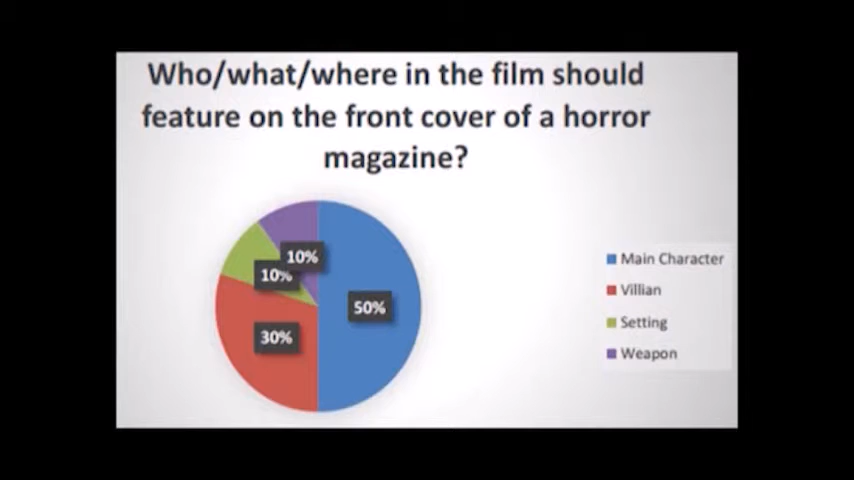 Who/what/where in the film should
feature on the front cover of a horror
magazine?
10%
10%
50%
30%
Main Character
Villian
Setting
Weapon